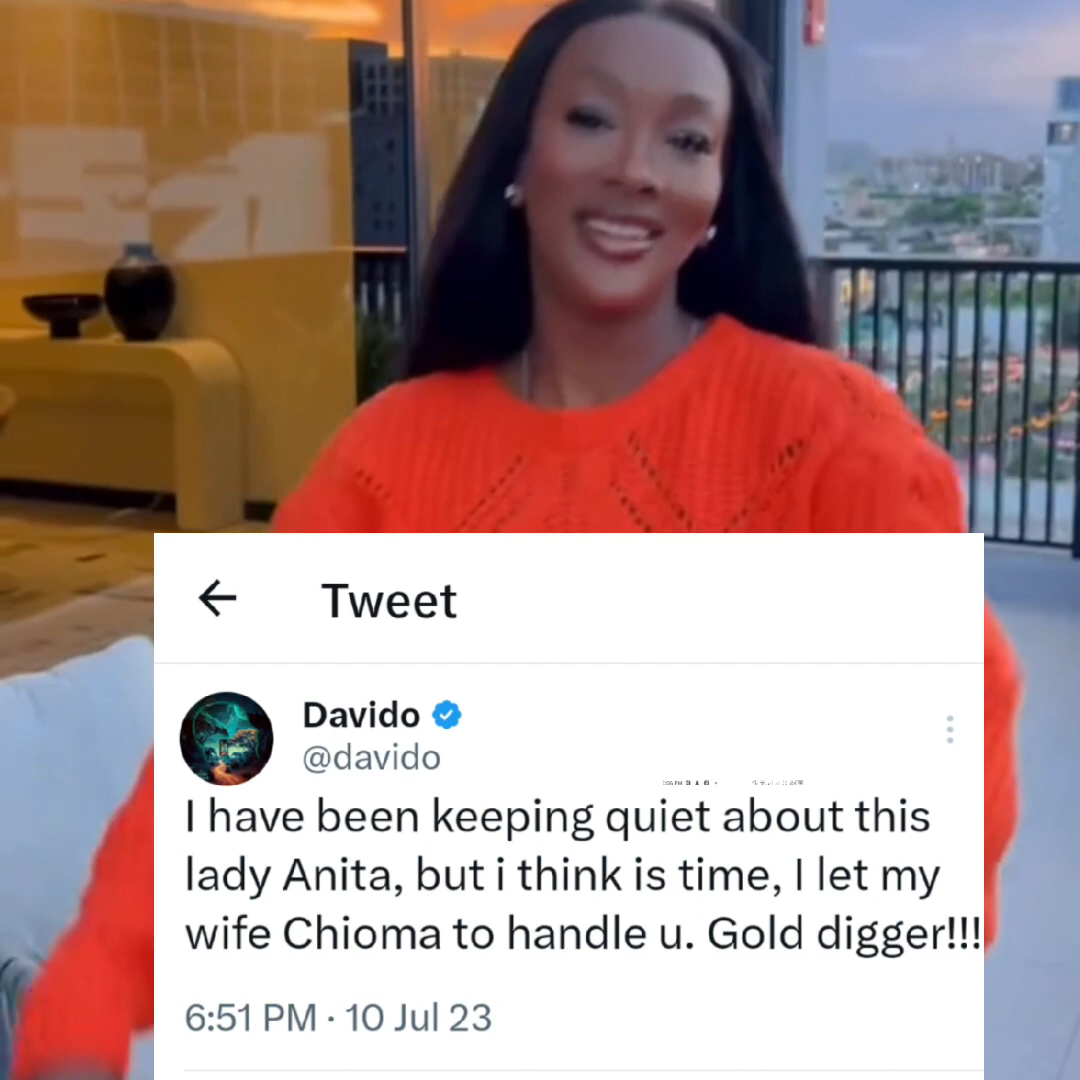 Tweet
Davido
@davido
I have been keeping quiet about this
lady Anita, but i think is time, I let my
wife Chioma to handle u. Gold digger!!!
6:51 PM · 10 Jul 23